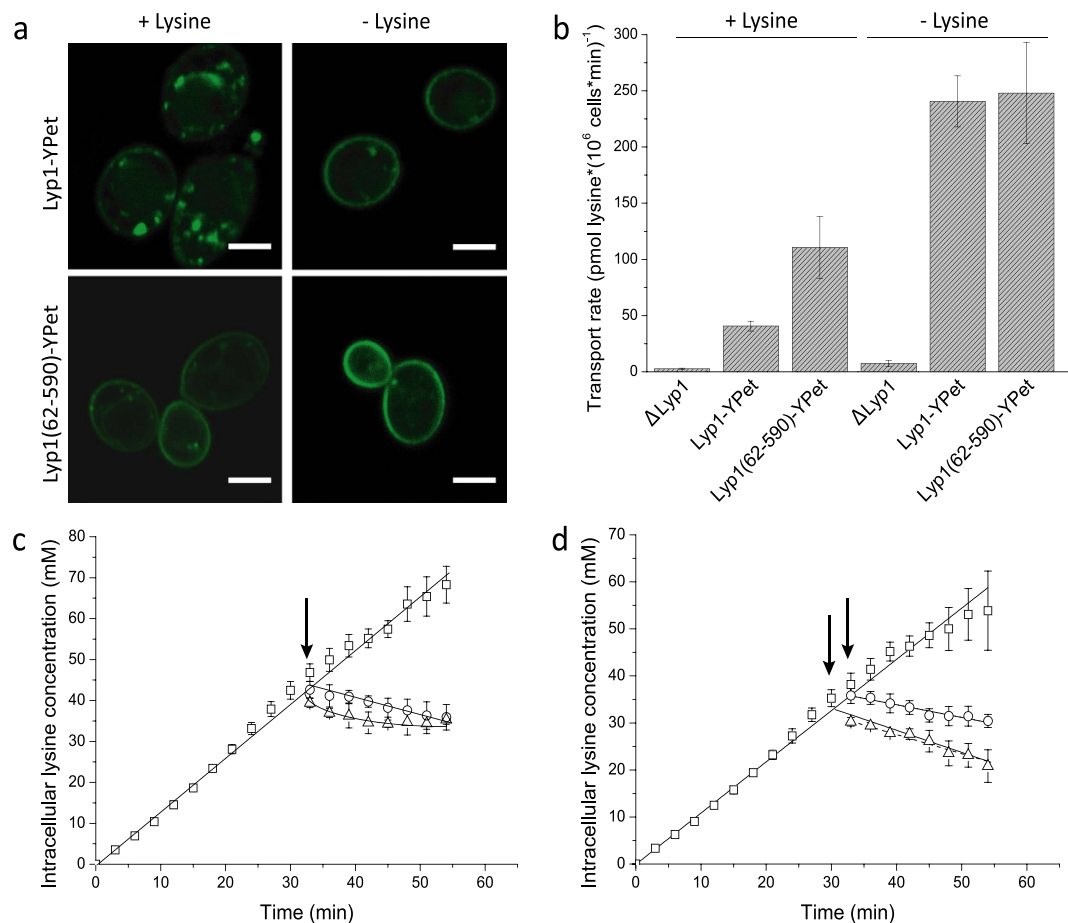 a
+ Lysine
- Lysine
Lyp1-YPet
Lyp1(62-590)-YPet
b
+ Lysine
- Lysine
Transport rate (pmol lysine*(10⁶ cells*min)⁻¹)
300
250
200
150
100
50
0
ΔLyp1
Lyp1-YPet
Lyp1(62-590)-YPet
ΔLyp1
Lyp1-YPet
Lyp1(62-590)-YPet
c
Intracellular lysine concentration (mM)
80
70
60
50
40
30
20
10
0
0 10 20 30 40 50 60
Time (min)
d
Intracellular lysine concentration (mM)
70
60
50
40
30
20
10
0
0 10 20 30 40 50 60
Time (min)